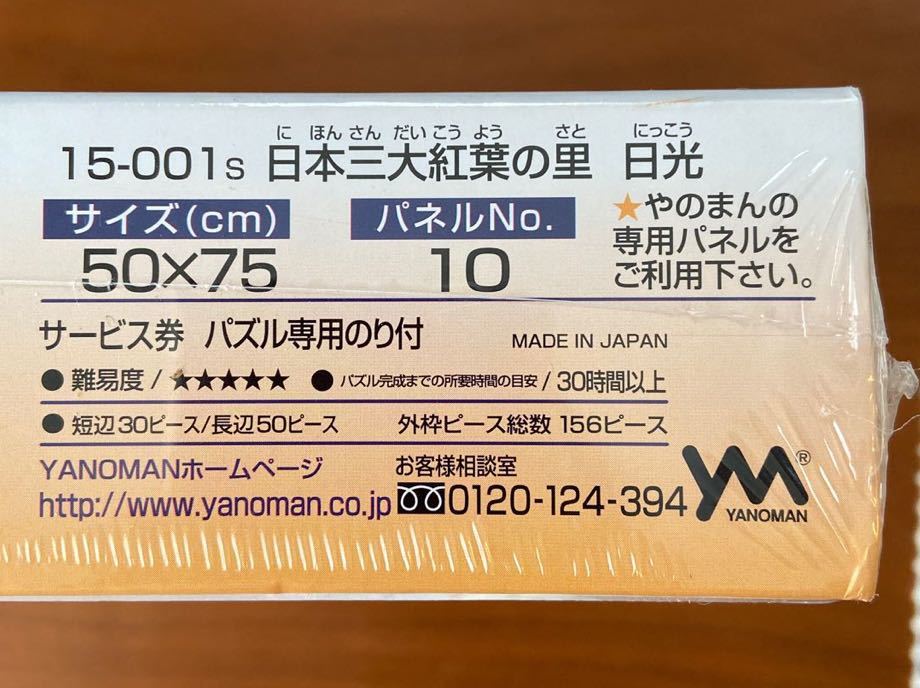 に ほん さん だい こう よう さと にっこう
15-001s 日本三大紅葉の里 日光
サイズ(cm) パネルNo.
50×75 10
★やのまんの
専用パネルを
ご利用下さい。
サービス券 パズル専用のり付 MADE IN JAPAN
●難易度/★★★★★ ●パズル完成までの所要時間の目安/30時間以上
●短辺30ピース/長辺50ピース 外枠ピース総数 156ピース
YANOMANホームページ お客様相談室
http://www.yanoman.co.jp 0120-124-394
YM®
YANOMAN